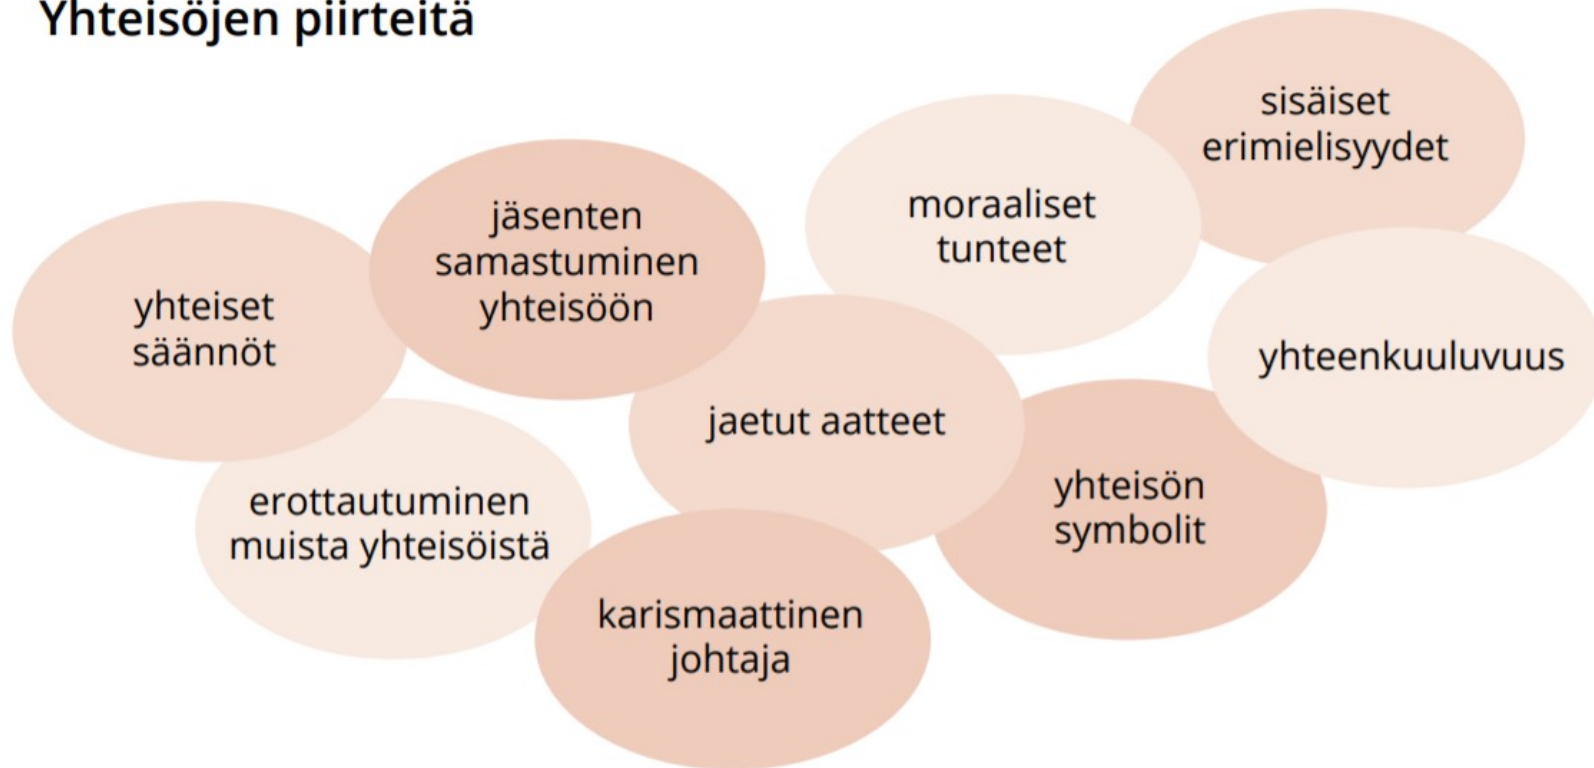 Yhteisöjen piirteitä
sisäiset
erimielisyydet
moraaliset
tunteet
jäsenten
samastuminen
yhteisöön
yhteiset
säännöt
yhteenkuuluvuus
jaetut aatteet
yhteisön
symbolit
erottautuminen
muista yhteisöistä
karismaattinen
johtaja